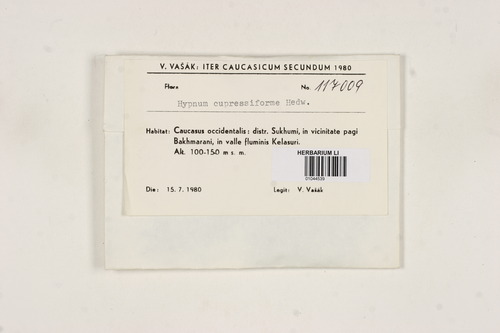 V. VAŠÁK: ITER CAUCASICUM SECUNDUM 1980
Flora No. 117009
Hypnum cupressiforme Hedw.
Habitat: Caucasus occidentalis: distr. Sukhumi, in vicinitate pagi
Bakhmarani, in valle fluminis Kelasuri.
Alt. 100-150 m s. m.
HERBARIUM LI
01044539
Die: 15. 7. 1980 Legit: V. Vašák